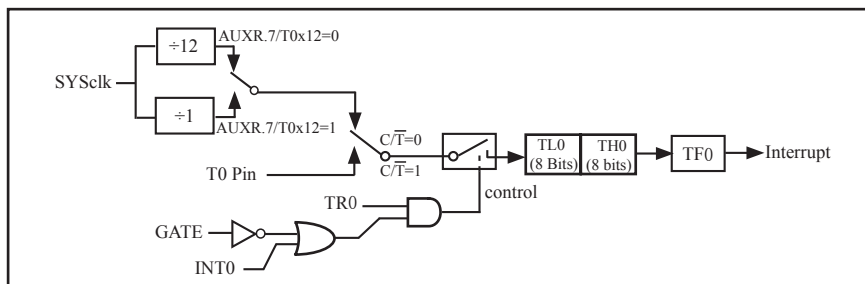 ÷12
AUXR.7/T0x12=0
SYSclk
÷1
AUXR.7/T0x12=1
C/T̅=0
C/T̅=1
T0 Pin
TL0
(8 Bits)
TH0
(8 bits)
TF0
Interrupt
control
TR0
GATE
INT0